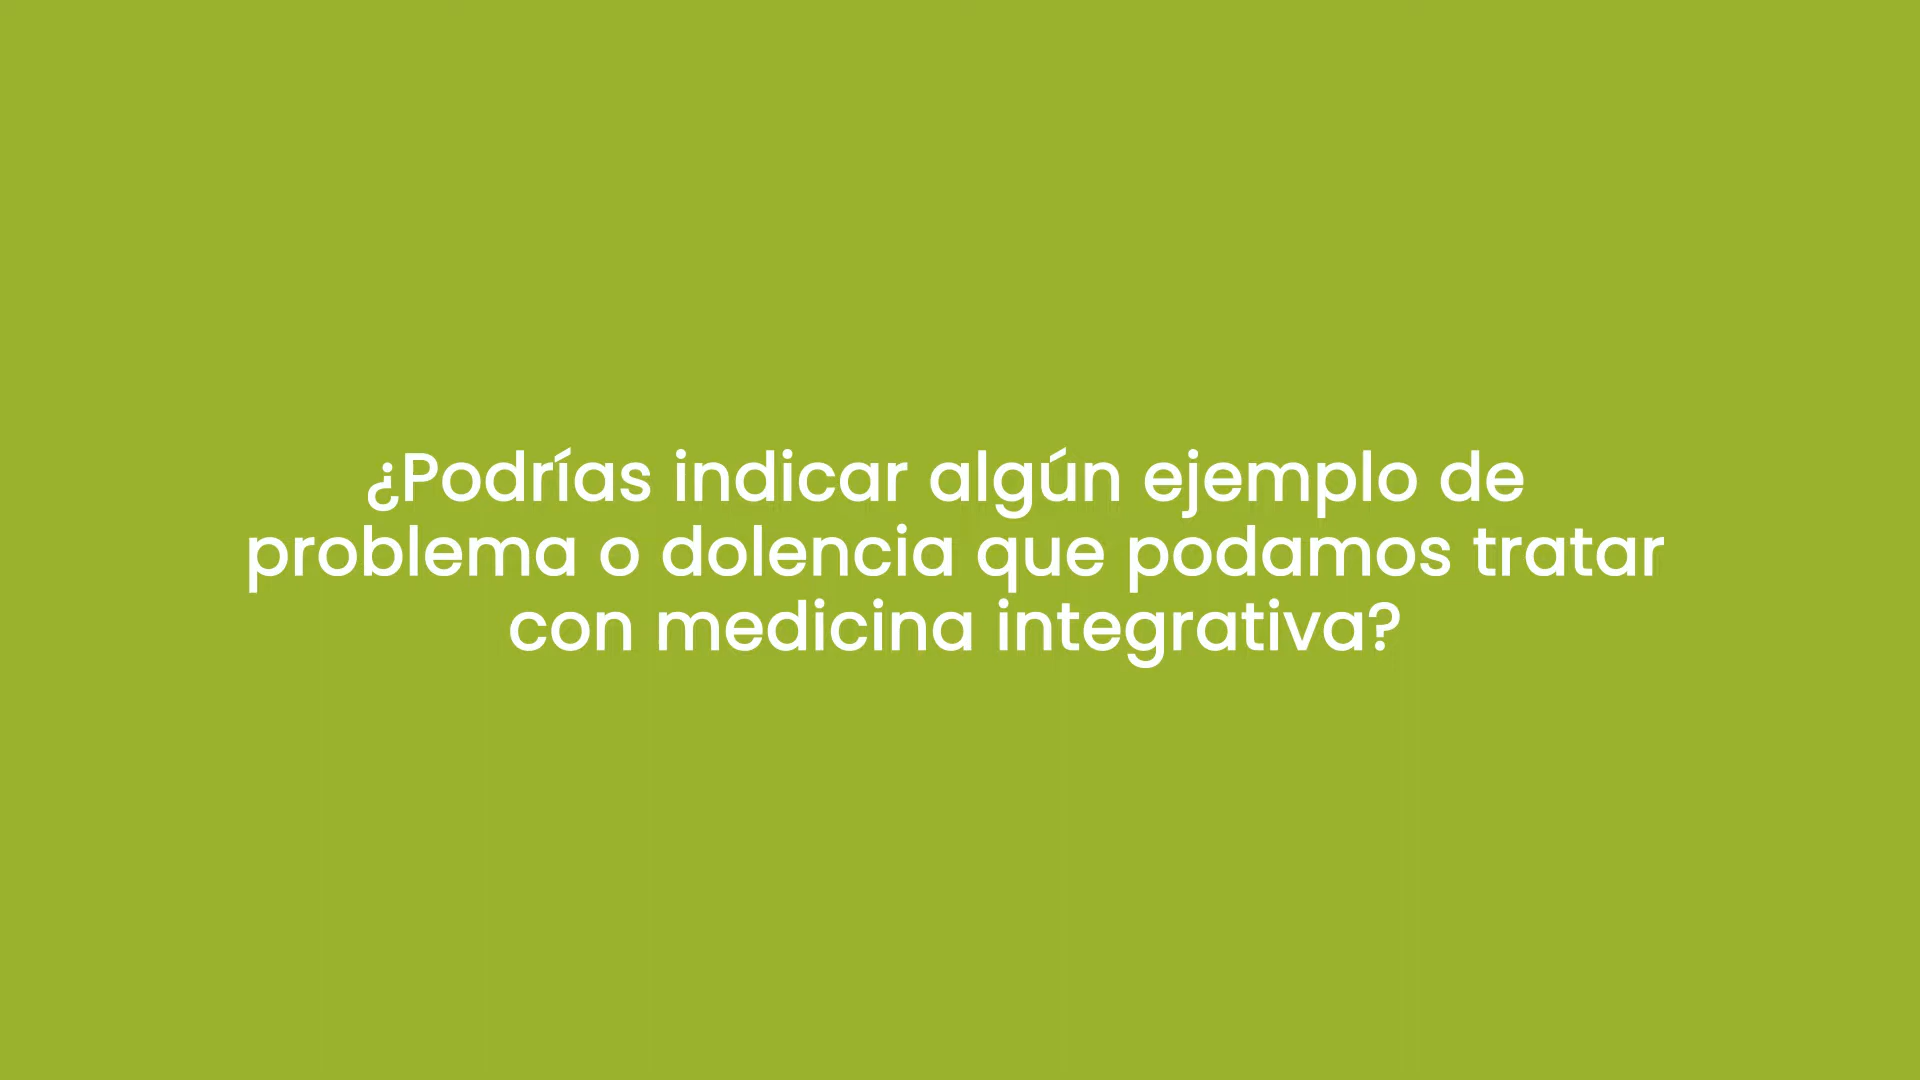 ¿Podrías indicar algún ejemplo de
problema o dolencia que podamos tratar
con medicina integrativa?